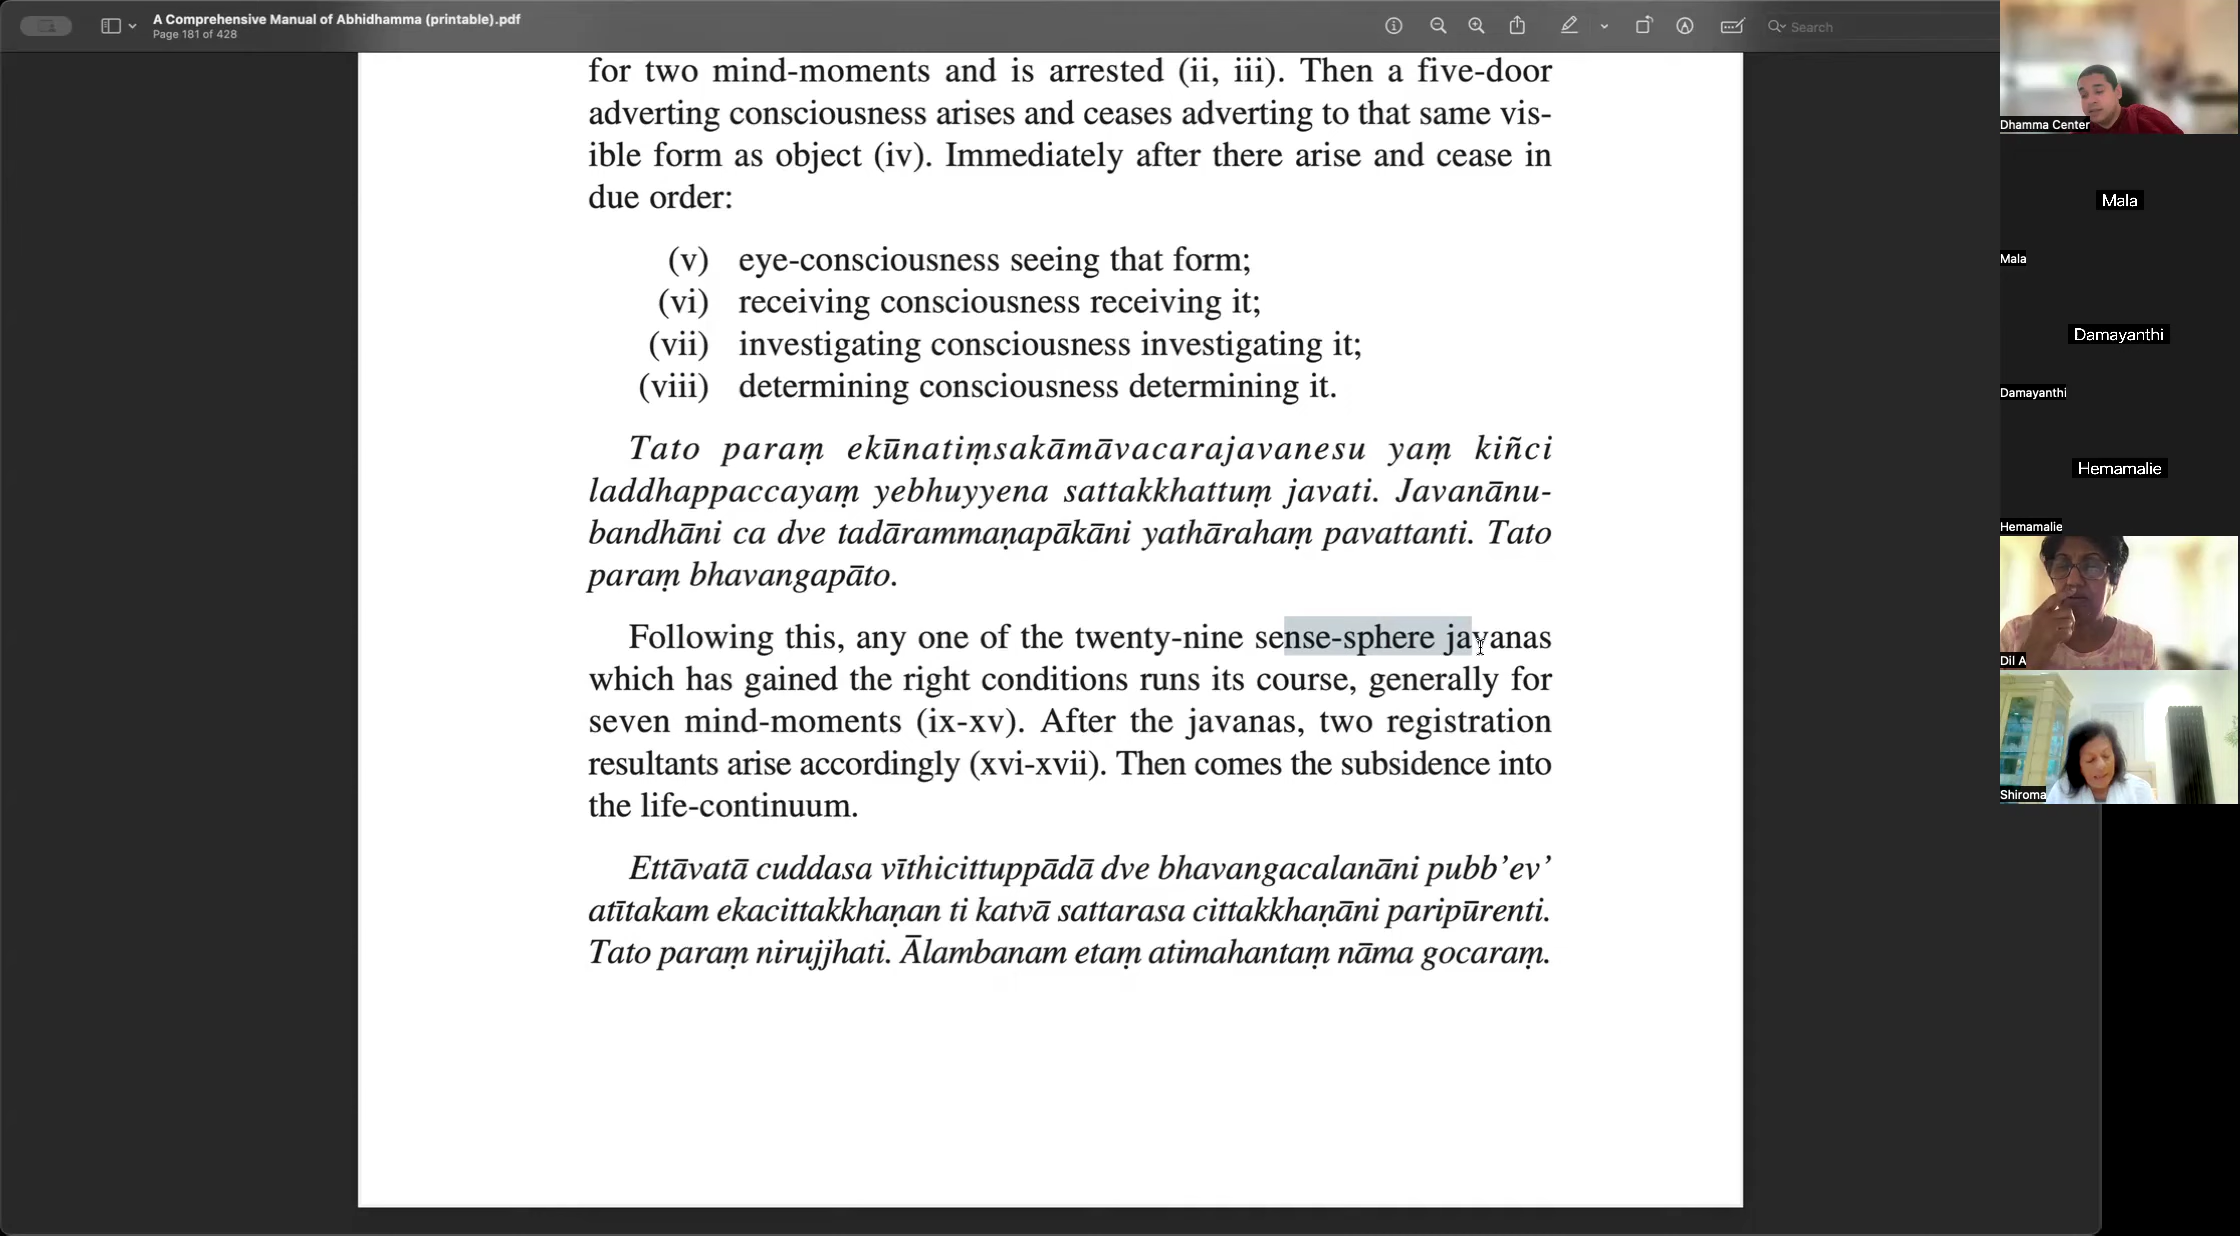 A Comprehensive Manual of Abhidhamma (printable).pdf
Page 181 of 428
Search
for two mind-moments and is arrested (ii, iii). Then a five-door
adverting consciousness arises and ceases adverting to that same vis-
ible form as object (iv). Immediately after there arise and cease in
due order:
(v) eye-consciousness seeing that form;
(vi) receiving consciousness receiving it;
(vii) investigating consciousness investigating it;
(viii) determining consciousness determining it.
Tato paraṃ ekūnatiṃsakāmāvacarajavanesu yaṃ kiñci
laddhappaccayaṃ yebhuyyena sattakkhattuṃ javati. Javanānu-
bandhāni ca dve tadārammaṇapākāni yathārahaṃ pavattanti. Tato
paraṃ bhavangapāto.
Following this, any one of the twenty-nine sense-sphere javanas
which has gained the right conditions runs its course, generally for
seven mind-moments (ix-xv). After the javanas, two registration
resultants arise accordingly (xvi-xvii). Then comes the subsidence into
the life-continuum.
Ettāvatā cuddasa vīthicittuppādā dve bhavangacalanāni pubb’ev’
atītakam ekacittakkhaṇan ti katvā sattarasa cittakkhaṇāni paripūrenti.
Tato paraṃ nirujjhati. Ālambanam etaṃ atimahantaṃ nāma gocaraṃ.
Dhamma Center
Mala
Mala
Damayanthi
Damayanthi
Hemamalie
Hemamalie
Dil A
Shiroma